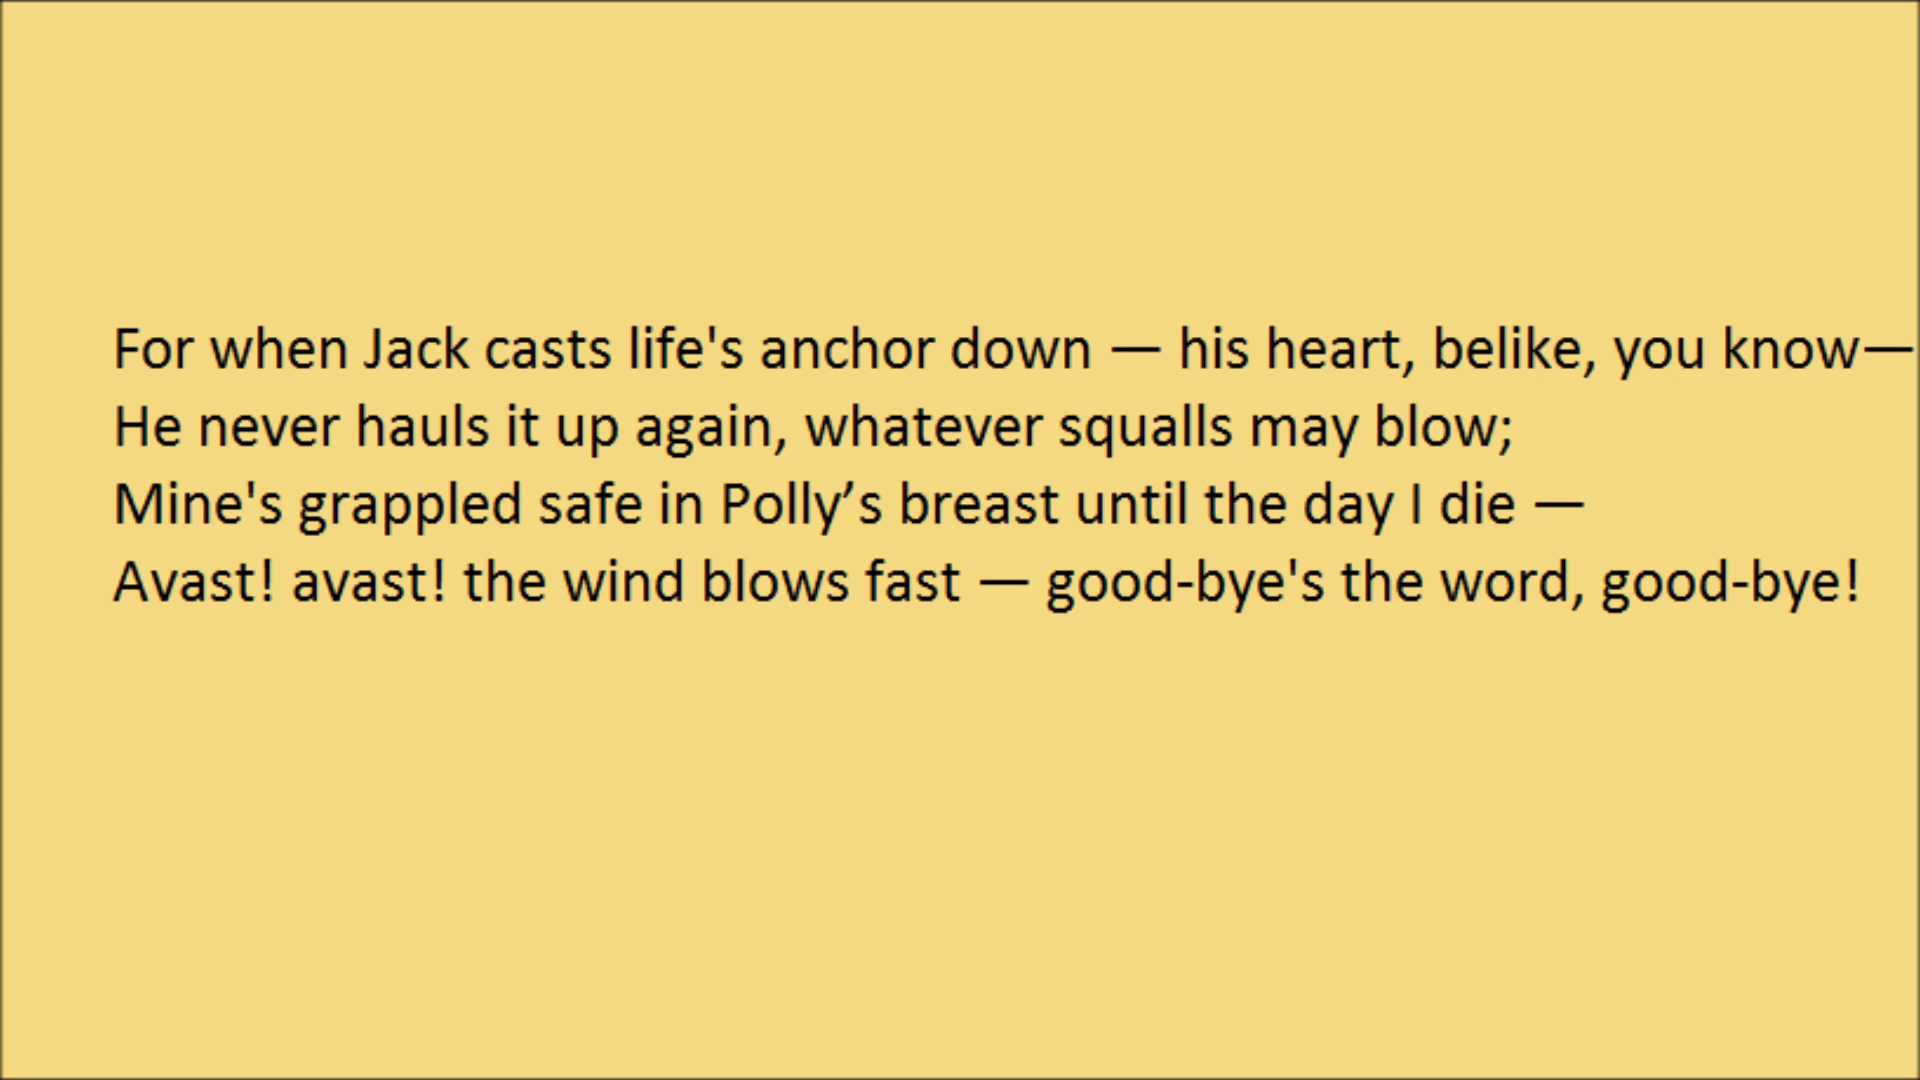 For when Jack casts life's anchor down — his heart, belike, you know—
He never hauls it up again, whatever squalls may blow;
Mine's grappled safe in Polly’s breast until the day I die —
Avast! avast! the wind blows fast — good-bye's the word, good-bye!